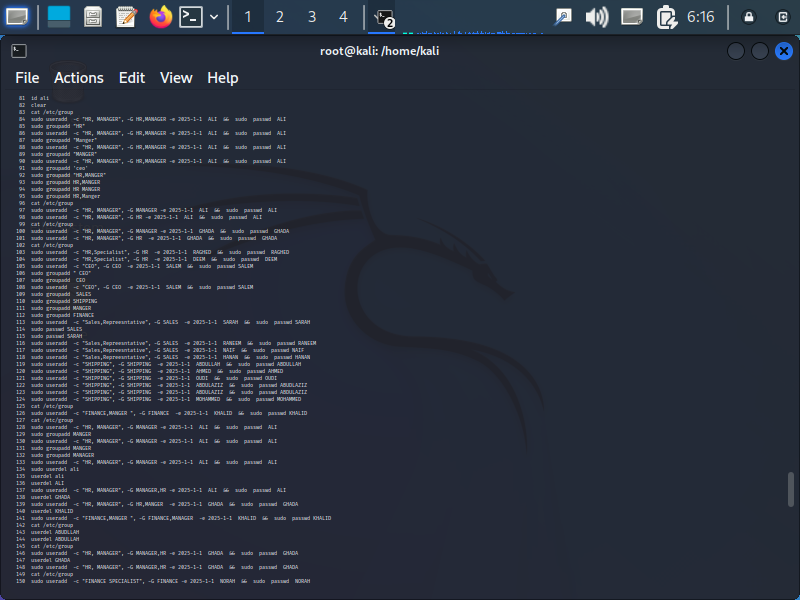 1 2 3 4 2 6:16
root@kali: /home/kali
File Actions Edit View Help
81 id ali
82 clear
83 cat /etc/group
84 sudo useradd -c "HR, MANAGER", -G HR,MANAGER -e 2025-1-1 ALI && sudo passwd ALI
85 sudo groupadd "HR"
86 sudo useradd -c "HR, MANAGER", -G HR,MANAGER -e 2025-1-1 ALI && sudo passwd ALI
87 sudo groupadd "Manger"
88 sudo useradd -c "HR, MANAGER", -G HR,MANAGER -e 2025-1-1 ALI && sudo passwd ALI
89 sudo groupadd "MANGER"
90 sudo useradd -c "HR, MANAGER", -G HR,MANAGER -e 2025-1-1 ALI && sudo passwd ALI
91 sudo groupadd 'ceo'
92 sudo groupadd "HR,MANGER"
93 sudo groupadd HR,MANGER
94 sudo groupadd HR MANGER
95 sudo groupadd HR,Manger
96 cat /etc/group
97 sudo useradd -c "HR, MANAGER", -G MANAGER -e 2025-1-1 ALI && sudo passwd ALI
98 sudo useradd -c "HR, MANAGER", -G HR -e 2025-1-1 ALI && sudo passwd ALI
99 cat /etc/group
100 sudo useradd -c "HR, MANAGER", -G MANAGER -e 2025-1-1 GHADA && sudo passwd GHADA
101 sudo useradd -c "HR, MANAGER", -G HR -e 2025-1-1 GHADA && sudo passwd GHADA
102 cat /etc/group
103 sudo useradd -c "HR,Specialist", -G HR -e 2025-1-1 RAGHED && sudo passwd RAGHED
104 sudo useradd -c "HR,Specialist", -G HR -e 2025-1-1 DEEM && sudo passwd DEEM
105 sudo useradd -c "CEO", -G CEO -e 2025-1-1 SALEM && sudo passwd SALEM
106 sudo groupadd " CEO"
107 sudo groupadd CEO
108 sudo useradd -c "CEO", -G CEO -e 2025-1-1 SALEM && sudo passwd SALEM
109 sudo groupadd SALES
110 sudo groupadd SHIPPING
111 sudo groupadd MANGER
112 sudo groupadd FINANCE
113 sudo useradd -c "Sales,Repreesntative", -G SALES -e 2025-1-1 SARAH && sudo passwd SARAH
114 sudo passwd SALES
115 sudo passwd SARAH
116 sudo useradd -c "Sales,Repreesntative", -G SALES -e 2025-1-1 RANEEM && sudo passwd RANEEM
117 sudo useradd -c "Sales,Repreesntative", -G SALES -e 2025-1-1 NAIF && sudo passwd NAIF
118 sudo useradd -c "Sales,Repreesntative", -G SALES -e 2025-1-1 HANAN && sudo passwd HANAN
119 sudo useradd -c "SHIPPING", -G SHIPPING -e 2025-1-1 ABDULLAH && sudo passwd ABDULLAH
120 sudo useradd -c "SHIPPING", -G SHIPPING -e 2025-1-1 AHMED && sudo passwd AHMED
121 sudo useradd -c "SHIPPING", -G SHIPPING -e 2025-1-1 OUDI && sudo passwd OUDI
122 sudo useradd -c "SHIPPING", -G SHIPPING -e 2025-1-1 ABDULAZIZ && sudo passwd ABUDLAZIZ
123 sudo useradd -c "SHIPPING", -G SHIPPING -e 2025-1-1 ABDULAZIZ && sudo passwd ABDULAZIZ
124 sudo useradd -c "SHIPPING", -G SHIPPING -e 2025-1-1 MOHAMMED && sudo passwd MOHAMMED
125 cat /etc/group
126 sudo useradd -c "FINANCE,MANGER ", -G FINANCE -e 2025-1-1 KHALID && sudo passwd KHALID
127 cat /etc/group
128 sudo useradd -c "HR, MANAGER", -G MANAGER -e 2025-1-1 ALI && sudo passwd ALI
129 sudo groupadd MANGER
130 sudo useradd -c "HR, MANAGER", -G MANAGER -e 2025-1-1 ALI && sudo passwd ALI
131 sudo groupadd MANGER
132 sudo groupadd MANAGER
133 sudo useradd -c "HR, MANAGER", -G MANAGER -e 2025-1-1 ALI && sudo passwd ALI
134 sudo userdel ali
135 userdel ali
136 userdel ALI
137 sudo useradd -c "HR, MANAGER", -G MANAGER,HR -e 2025-1-1 ALI && sudo passwd ALI
138 userdel GHADA
139 sudo useradd -c "HR, MANAGER", -G HR,MANGER -e 2025-1-1 GHADA && sudo passwd GHADA
140 userdel KHALID
141 sudo useradd -c "FINANCE,MANGER ", -G FINANCE,MANAGER -e 2025-1-1 KHALID && sudo passwd KHALID
142 cat /etc/group
143 userdel ABUDLLAH
144 userdel ABDULLAH
145 cat /etc/group
146 sudo useradd -c "HR, MANAGER", -G MANAGER,HR -e 2025-1-1 GHADA && sudo passwd GHADA
147 userdel GHADA
148 sudo useradd -c "HR, MANAGER", -G MANAGER,HR -e 2025-1-1 GHADA && sudo passwd GHADA
149 cat /etc/group
150 sudo useradd -c "FINANCE SPECIALIST", -G FINANCE -e 2025-1-1 NORAH && sudo passwd NORAH